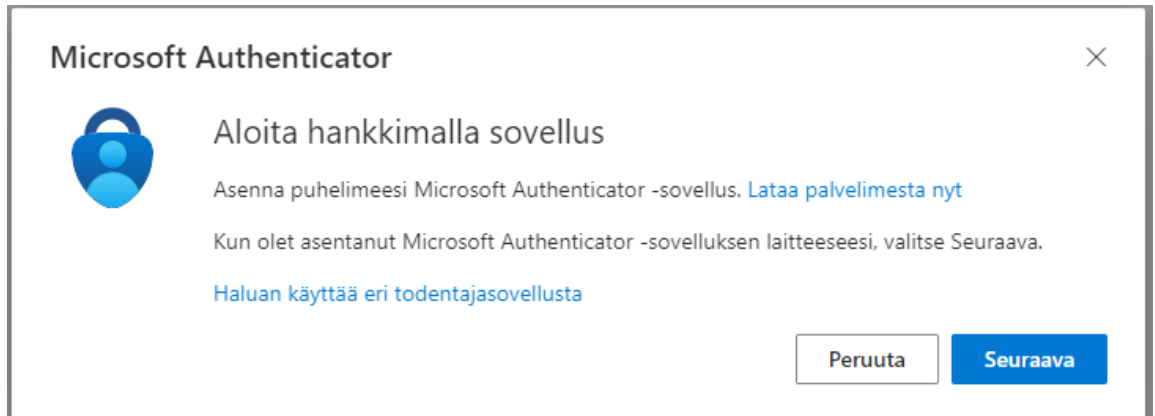 Microsoft Authenticator
Aloita hankkimalla sovellus
Asenna puhelimeesi Microsoft Authenticator -sovellus. Lataa palvelimesta nyt
Kun olet asentanut Microsoft Authenticator -sovelluksen laitteeseesi, valitse Seuraava.
Haluan käyttää eri todentajasovellusta
Peruuta Seuraava